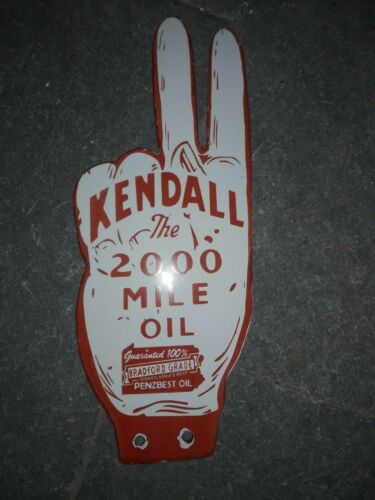 KENDALL
The
2000
MILE
OIL
Guaranteed 100%
BRADFORD GRADE
PENZBEST OIL